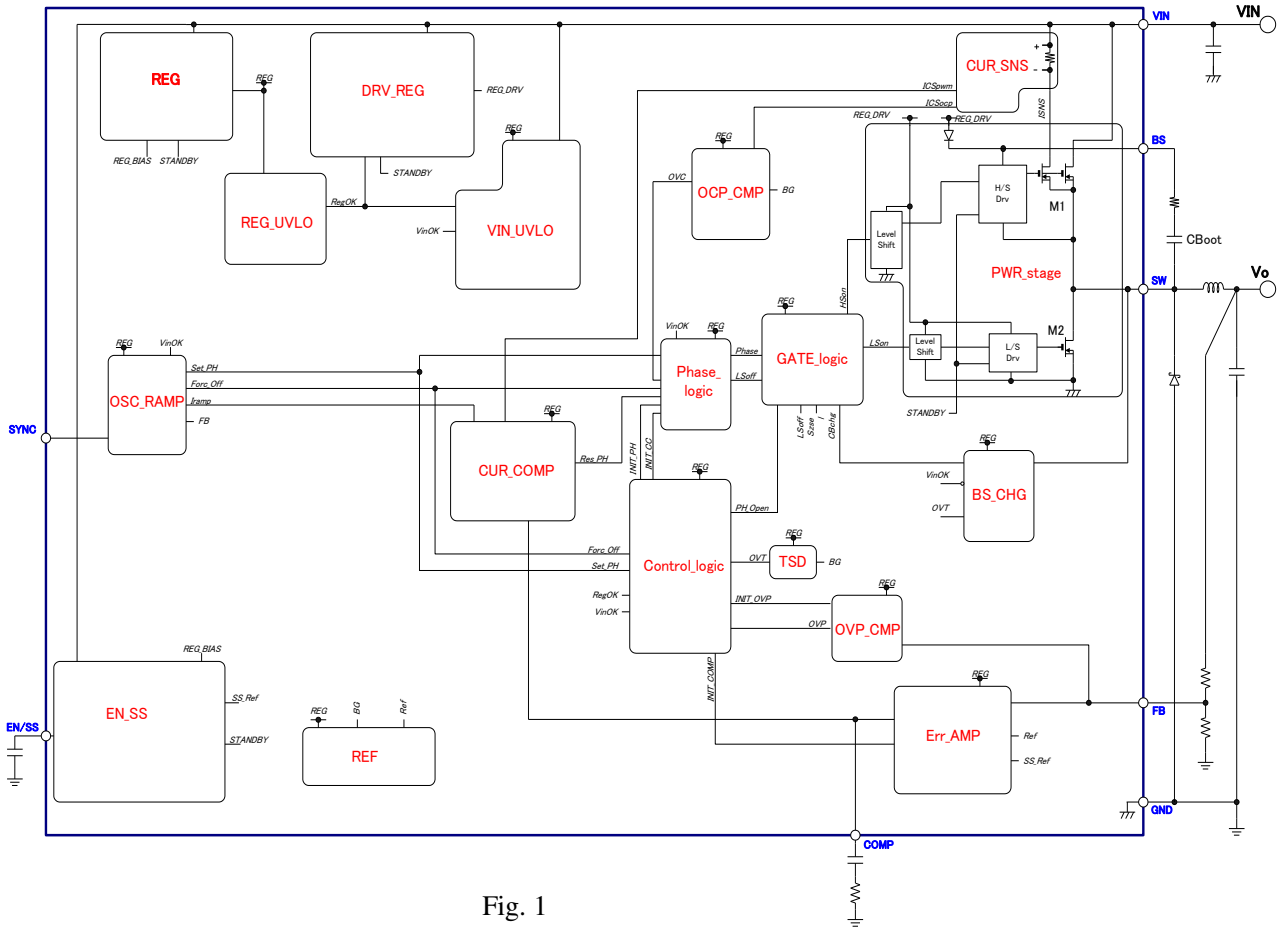 VIN
VIN
REG
REG
DRV_REG
REG_DRV
REG_BIAS
STANDBY
STANDBY
REG_UVLO
RegOK
REG
VIN_UVLO
VinOK
CUR_SNS
+
-
ICSpwm
ICSocp
ISNS
REG_DRV
REG_DRV
REG
OCP_CMP
OVC
BG
BS
H/S
Drv
M1
Level
Shift
PWR_stage
CBoot
SW
Vo
HSon
REG
GATE_logic
LSon
Level
Shift
L/S
Drv
M2
STANDBY
VinOK
REG
Phase_
logic
Phase
LSoff
LSoff
Szse
I
CBchg
REG
VinOK
OSC_RAMP
Set_PH
Forc_Off
Iramp
FB
SYNC
REG
CUR_COMP
Res_PH
INIT_PH
INIT_CC
REG
BS_CHG
VinOK
OVT
REG
Control_logic
PH_Open
Forc_Off
Set_PH
RegOK
VinOK
OVT
REG
TSD
BG
INIT_OVP
OVP
REG
OVP_CMP
INIT_COMP
REG_BIAS
EN_SS
SS_Ref
STANDBY
EN/SS
REG
BG
Ref
REF
REG
Err_AMP
Ref
SS_Ref
FB
GND
COMP
Fig. 1